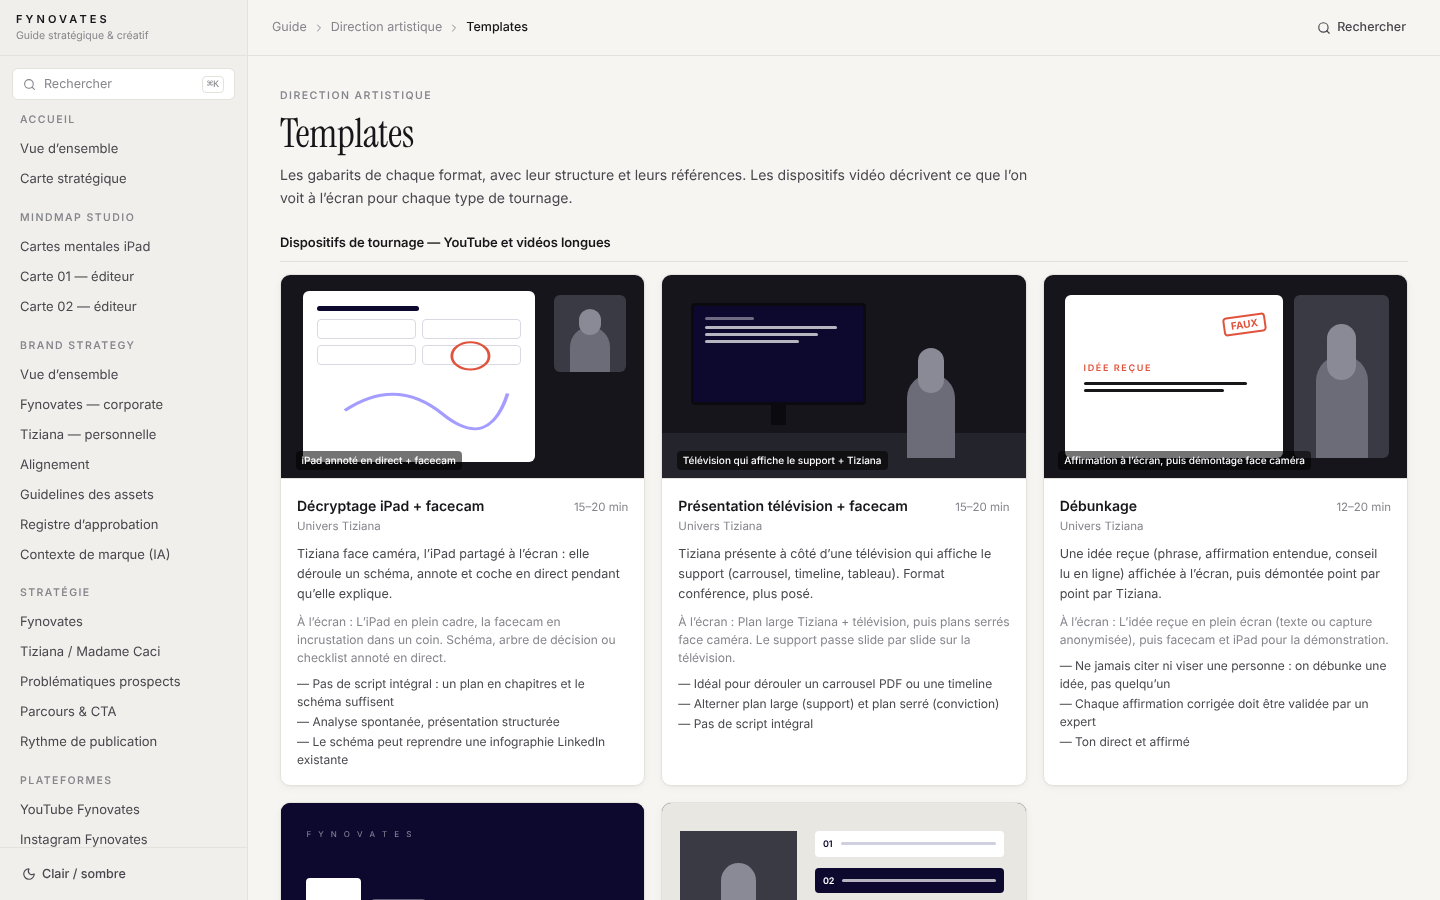 FYNOVATES
Guide stratégique & créatif
Rechercher
⌘K
ACCUEIL
Vue d’ensemble
Carte stratégique
MINDMAP STUDIO
Cartes mentales iPad
Carte 01 — éditeur
Carte 02 — éditeur
BRAND STRATEGY
Vue d’ensemble
Fynovates — corporate
Tiziana — personnelle
Alignement
Guidelines des assets
Registre d’approbation
Contexte de marque (IA)
STRATÉGIE
Fynovates
Tiziana / Madame Caci
Problématiques prospects
Parcours & CTA
Rythme de publication
PLATEFORMES
YouTube Fynovates
Instagram Fynovates
Clair / sombre
Guide > Direction artistique > Templates
Rechercher
DIRECTION ARTISTIQUE
Templates
Les gabarits de chaque format, avec leur structure et leurs références. Les dispositifs vidéo décrivent ce que l’on
voit à l’écran pour chaque type de tournage.
Dispositifs de tournage — YouTube et vidéos longues
iPad annoté en direct + facecam
Décryptage iPad + facecam
15–20 min
Univers Tiziana
Tiziana face caméra, l’iPad partagé à l’écran : elle
déroule un schéma, annote et coche en direct pendant
qu’elle explique.
À l’écran : L’iPad en plein cadre, la facecam en
incrustation dans un coin. Schéma, arbre de décision ou
checklist annoté en direct.
— Pas de script intégral : un plan en chapitres et le
schéma suffisent
— Analyse spontanée, présentation structurée
— Le schéma peut reprendre une infographie LinkedIn
existante
Télévision qui affiche le support + Tiziana
Présentation télévision + facecam
15–20 min
Univers Tiziana
Tiziana présente à côté d’une télévision qui affiche le
support (carrousel, timeline, tableau). Format
conférence, plus posé.
À l’écran : Plan large Tiziana + télévision, puis plans serrés
face caméra. Le support passe slide par slide sur la
télévision.
— Idéal pour dérouler un carrousel PDF ou une timeline
— Alterner plan large (support) et plan serré (conviction)
— Pas de script intégral
FAUX
IDÉE REÇUE
Affirmation à l’écran, puis démontage face caméra
Débunkage
12–20 min
Univers Tiziana
Une idée reçue (phrase, affirmation entendue, conseil
lu en ligne) affichée à l’écran, puis démontée point par
point par Tiziana.
À l’écran : L’idée reçue en plein écran (texte ou capture
anonymisée), puis facecam et iPad pour la démonstration.
— Ne jamais citer ni viser une personne : on débunke une
idée, pas quelqu’un
— Chaque affirmation corrigée doit être validée par un
expert
— Ton direct et affirmé
FYNOVATES
01
02